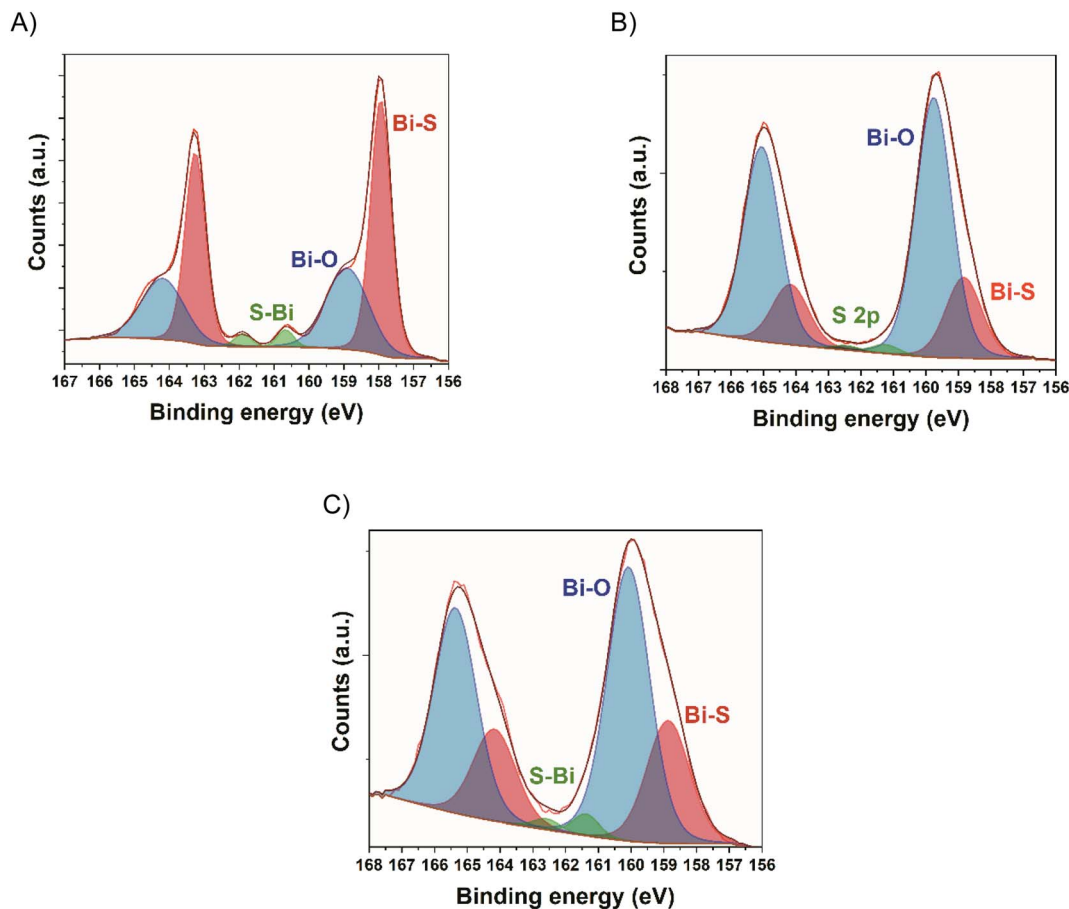 A)
Counts (a.u.)
Bi-S
Bi-O
S-Bi
167 166 165 164 163 162 161 160 159 158 157 156
Binding energy (eV)
B)
Counts (a.u.)
Bi-O
Bi-S
S 2p
168 167 166 165 164 163 162 161 160 159 158 157 156
Binding energy (eV)
C)
Counts (a.u.)
Bi-O
Bi-S
S-Bi
168 167 166 165 164 163 162 161 160 159 158 157 156
Binding energy (eV)